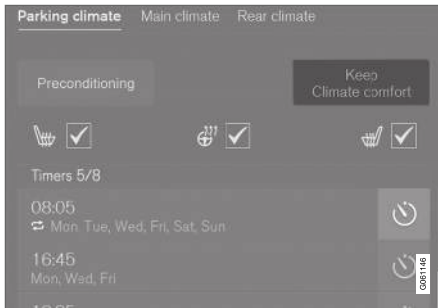 Parking climate Main climate Rear climate
Preconditioning
Keep
Climate comfort
Timers 5/8
08:05
Mon, Tue, Wed, Fri, Sat, Sun
16:45
Mon, Wed, Fri
G061146